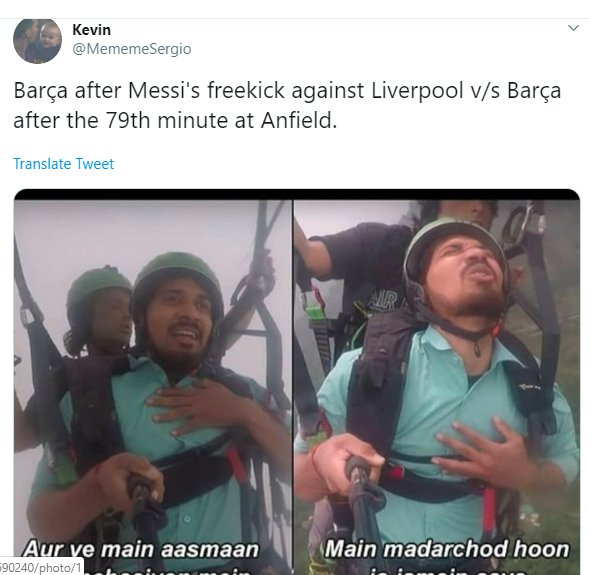 Kevin
@MememeSergio
Barça after Messi's freekick against Liverpool v/s Barça
after the 79th minute at Anfield.
Translate Tweet
AIR
Aur ye main aasmaan
Main madarchod hoon
590240/photo/1